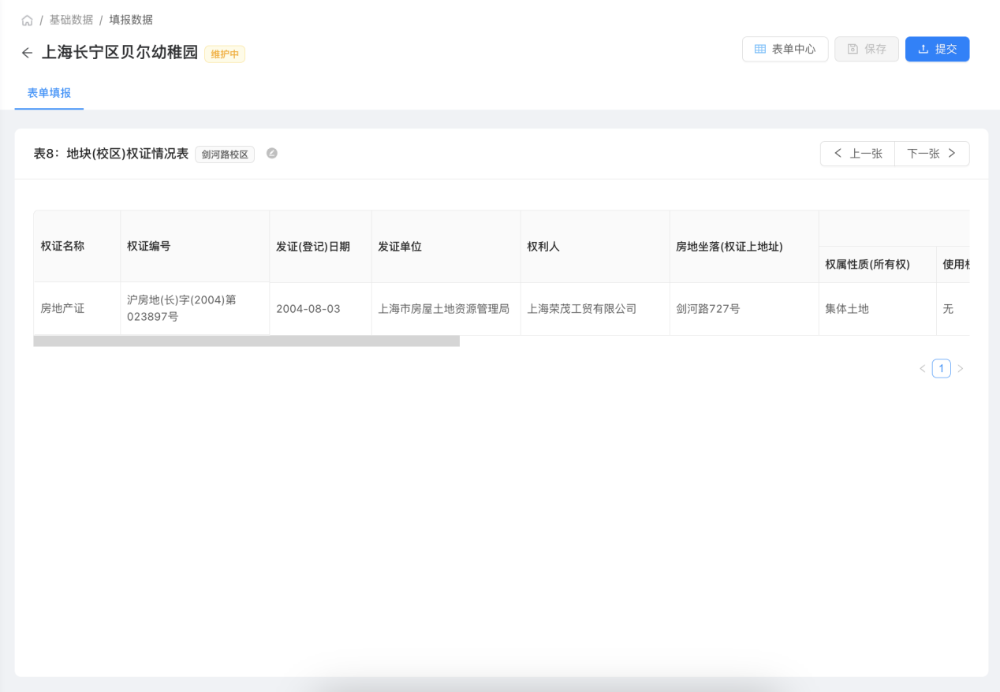 / 基础数据 / 填报数据
上海长宁区贝尔幼稚园 维护中
表单中心 保存 提交
表单填报
表8：地块(校区)权证情况表 剑河路校区
上一张 下一张
权证名称 权证编号 发证(登记)日期 发证单位 权利人 房地坐落(权证上地址)
权属性质(所有权) 使用
房地产证 沪房地(长)字(2004)第
023897号
2004-08-03 上海市房屋土地资源管理局 上海荣茂工贸有限公司 剑河路727号 集体土地 无
1